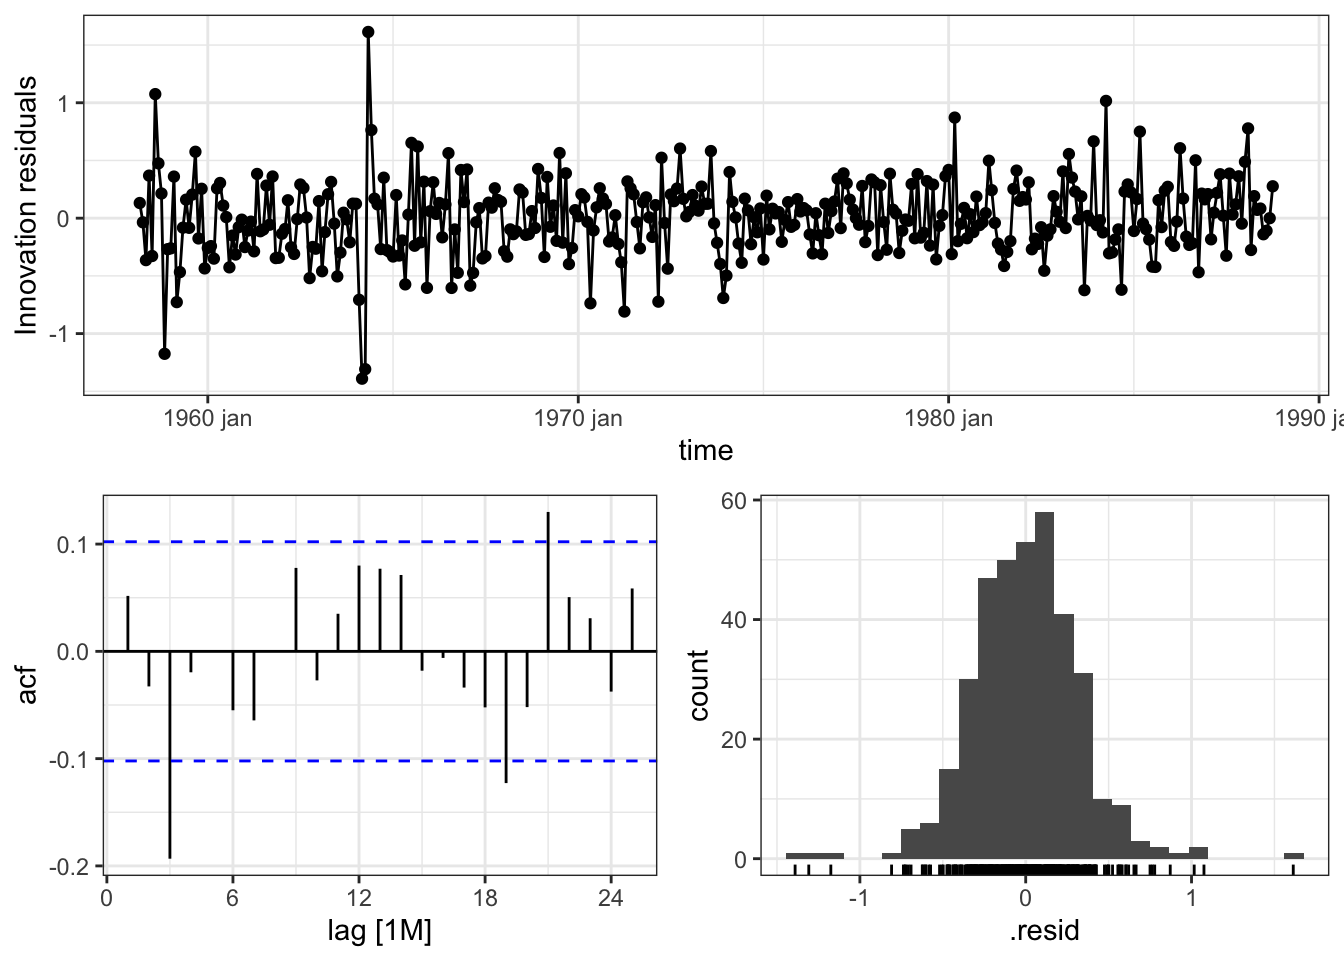 Innovation residuals
1
0
-1
1960 jan
1970 jan
1980 jan
1990 ja
time
acf
0.1
0.0
-0.1
-0.2
0
6
12
18
24
lag [1M]
count
60
40
20
0
-1
0
1
.resid